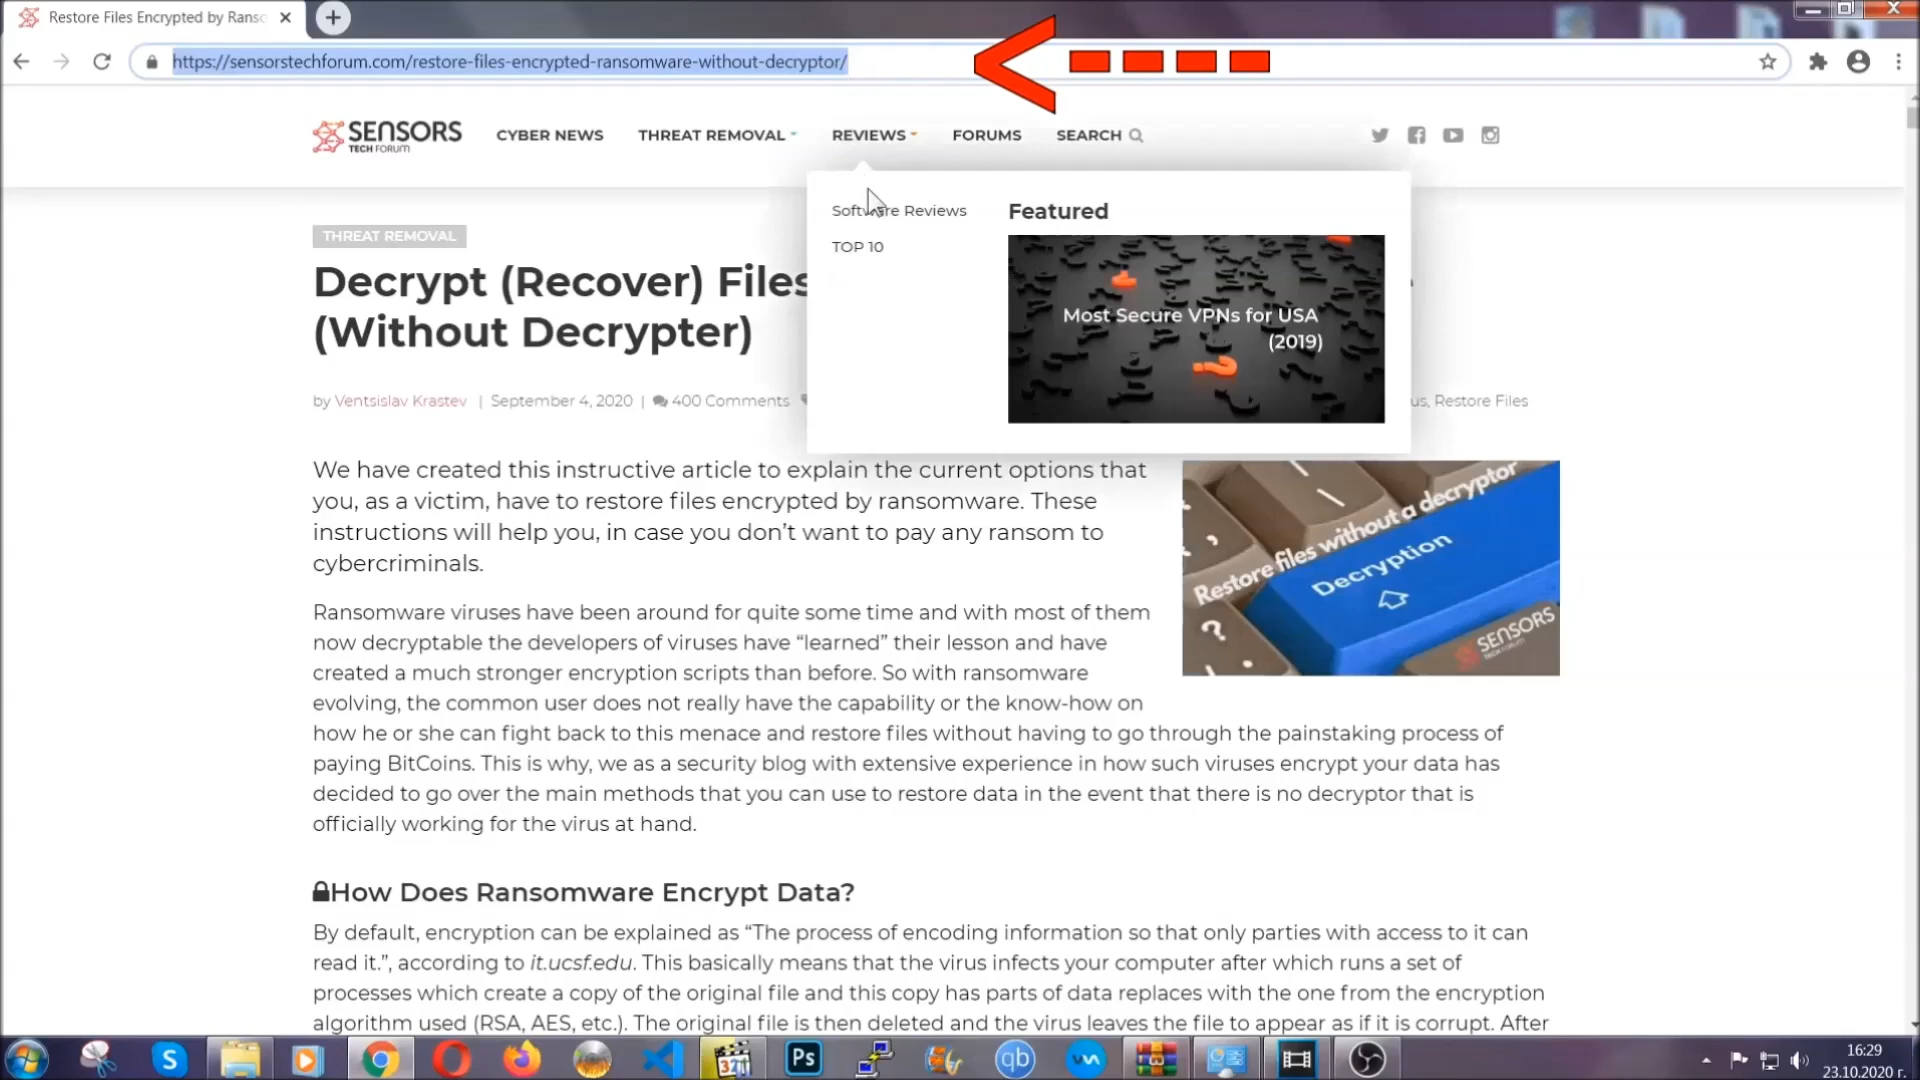 Restore Files Encrypted by Ranso
https://sensorstechforum.com/restore-files-encrypted-ransomware-without-decryptor/
SENSORS
TECH FORUM
CYBER NEWS
THREAT REMOVAL
REVIEWS
FORUMS
SEARCH
Software Reviews
TOP 10
Featured
Most Secure VPNs for USA
(2019)
THREAT REMOVAL
Decrypt (Recover) Files
(Without Decrypter)
by Ventsislav Krastev | September 4, 2020 | 400 Comments
us, Restore Files
We have created this instructive article to explain the current options that
you, as a victim, have to restore files encrypted by ransomware. These
instructions will help you, in case you don’t want to pay any ransom to
cybercriminals.
Restore files without a decryptor
Decryption
SENSORS
TECH FORUM
Ransomware viruses have been around for quite some time and with most of them
now decryptable the developers of viruses have “learned” their lesson and have
created a much stronger encryption scripts than before. So with ransomware
evolving, the common user does not really have the capability or the know-how on
how he or she can fight back to this menace and restore files without having to go through the painstaking process of
paying BitCoins. This is why, we as a security blog with extensive experience in how such viruses encrypt your data has
decided to go over the main methods that you can use to restore data in the event that there is no decryptor that is
officially working for the virus at hand.
How Does Ransomware Encrypt Data?
By default, encryption can be explained as “The process of encoding information so that only parties with access to it can
read it.”, according to it.ucsf.edu. This basically means that the virus infects your computer after which runs a set of
processes which create a copy of the original file and this copy has parts of data replaces with the one from the encryption
algorithm used (RSA, AES, etc.). The original file is then deleted and the virus leaves the file to appear as if it is corrupt. After
S
321
Ps
qb
16:29
23.10.2020 г.